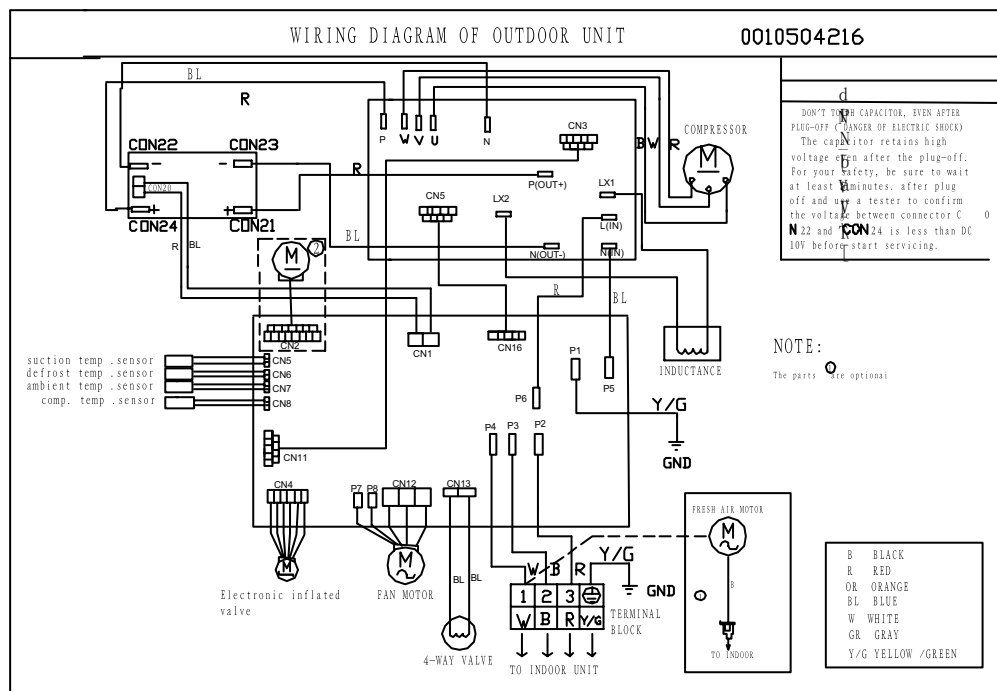 WIRING DIAGRAM OF OUTDOOR UNIT
0010504216
BL
R
P W V U N
CN3
B W R
COMPRESSOR
M
DON'T CAPACITOR, EVEN AFTER
PLUG-OFF ( DANGER OF ELECTRIC SHOCK)
The capacitor retains high
voltage even after the plug-off.
For your safety, be sure to wait
at least minutes. after plug
off and use a tester to confirm
the voltage between connector C 0
N 22 and CON 24 is less than DC
10V before start servicing.
CON22 - - CON23
CON20
+ +
CON24 CON21
R
P(OUT+)
LX1
LX2
CN5
L(IN)
N(OUT-)
N(IN)
R BL
BL
M
2
R
BL
CN2
CN1
CN16
INDUCTANCE
NOTE:
The parts are optional
suction temp .sensor CN5
defrost temp .sensor CN6
ambient temp .sensor CN7
comp. temp .sensor CN8
P1
P5
P6
Y/G
GND
P4 P3 P2
CN11
CN4
P7 P8 CN12
CN13
FRESH AIR MOTOR
M
B
1
TO INDOOR
M
Electronic inflated
valve
M
FAN MOTOR
BL BL
4-WAY VALVE
W B R Y/G
GND
1 2 3
W B R Y/G
TERMINAL
BLOCK
TO INDOOR UNIT
B BLACK
R RED
OR ORANGE
BL BLUE
W WHITE
GR GRAY
Y/G YELLOW /GREEN